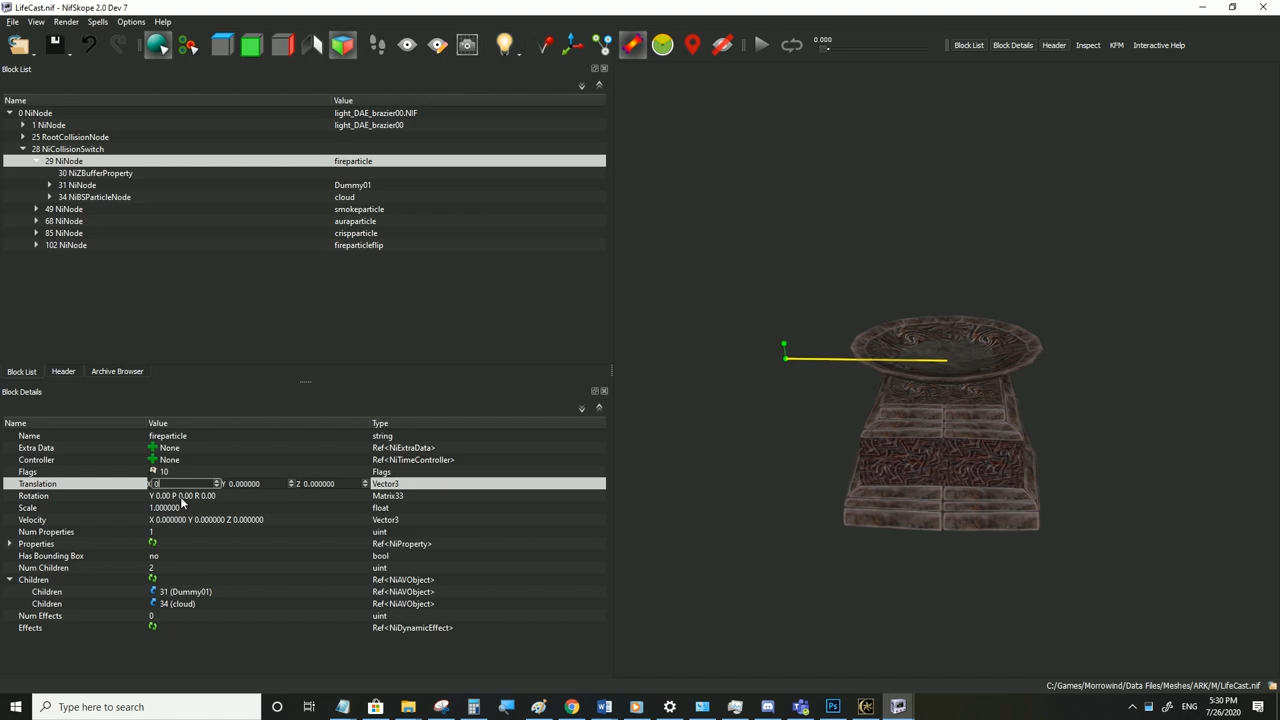 LifeCast.nif - NifSkope 2.0 Dev 7
File View Render Spells Options Help
0.000
Block List Block Details Header Inspect KFM Interactive Help
Block List
Name Value
0 NiNode light_DAE_brazier00.NIF
1 NiNode light_DAE_brazier00
25 RootCollisionNode
28 NiCollisionSwitch
29 NiNode fireparticle
30 NiZBufferProperty
31 NiNode Dummy01
34 NiBSParticleNode cloud
49 NiNode smokeparticle
68 NiNode auraparticle
85 NiNode crispparticle
102 NiNode fireparticleflip
Block List Header Archive Browser
Block Details
Name Value Type
Name fireparticle string
Extra Data None Ref<NiExtraData>
Controller None Ref<NiTimeController>
Flags 10 Flags
Translation X 0 Y 0.000000 Z 0.000000 Vector3
Rotation Y 0.00 P 0.00 R 0.00 Matrix33
Scale 1.000000 float
Velocity X 0.000000 Y 0.000000 Z 0.000000 Vector3
Num Properties 1 uint
Properties Ref<NiProperty>
Has Bounding Box no bool
Num Children 2 uint
Children Ref<NiAVObject>
Children 31 (Dummy01) Ref<NiAVObject>
Children 34 (cloud) Ref<NiAVObject>
Num Effects 0 uint
Effects Ref<NiDynamicEffect>
C:/Games/Morrowind/Data Files/Meshes/ARK/M/LifeCast.nif
Type here to search
ENG
5:30 PM
7/26/2020